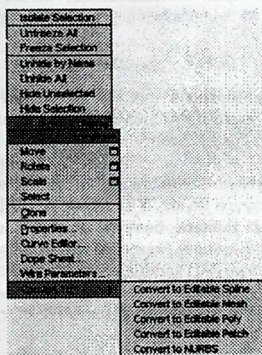 Isolate Selection
Unfreeze All
Freeze Selection
Unhide by Name
Unhide All
Hide Unselected
Hide Selection
Move
Rotate
Scale
Select
Clone
Properties...
Curve Editor...
Dope Sheet...
Wire Parameters...
Convert To:
Convert to Editable Spline
Convert to Editable Mesh
Convert to Editable Poly
Convert to Editable Patch
Convert to NURBS